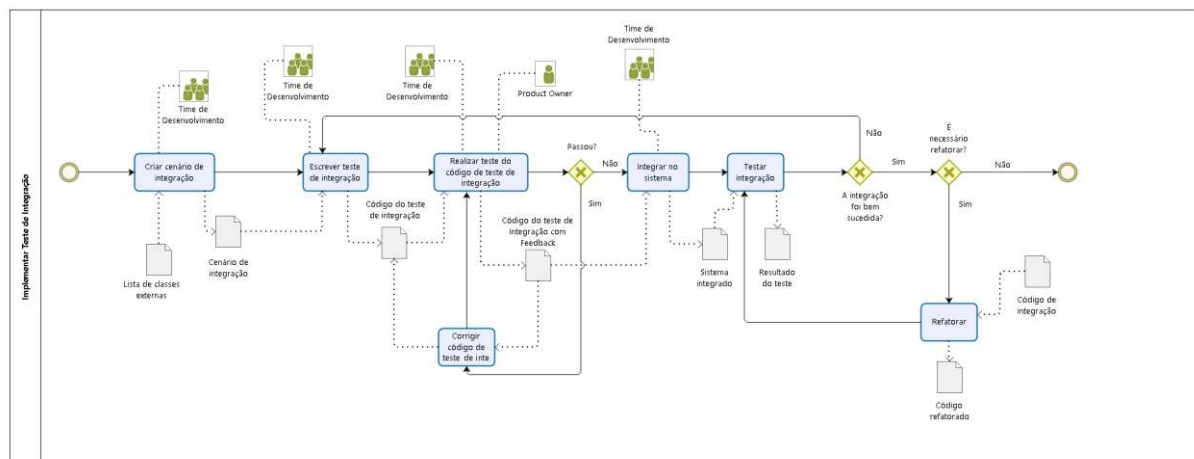 Implementar Teste de Integração
Time de
Desenvolvimento
Time de
Desenvolvimento
Time de
Desenvolvimento
Product Owner
Time de
Desenvolvimento
Criar cenário de
integração
Escrever teste
de integração
Realizar teste do
código de teste de
integração
Passou?
Não
Sim
Integrar no
sistema
Testar
integração
Não
Sim
A integração
foi bem
sucedida?
É
necessário
refatorar?
Não
Sim
Lista de classes
externas
Cenário de
integração
Código do teste
de integração
Código do teste de
Integração com
Feedback
Corrigir
código de
teste de inte
Sistema
integrado
Resultado
do teste
Refatorar
Código de
integração
Código
refatorado